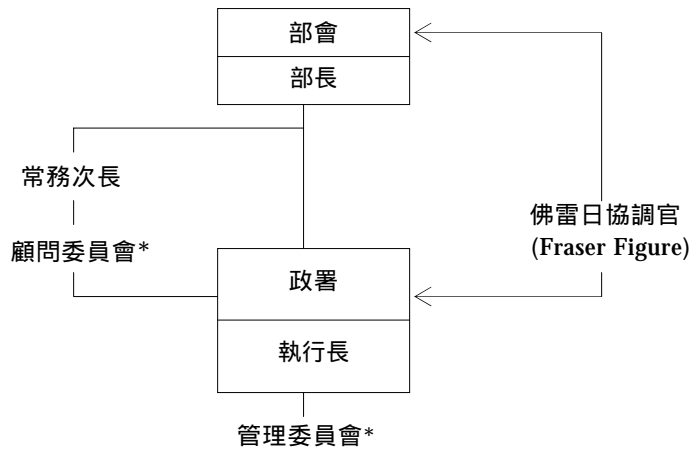 部會
部長
常務次長
顧問委員會*
佛雷日協調官
(Fraser Figure)
政署
執行長
管理委員會*